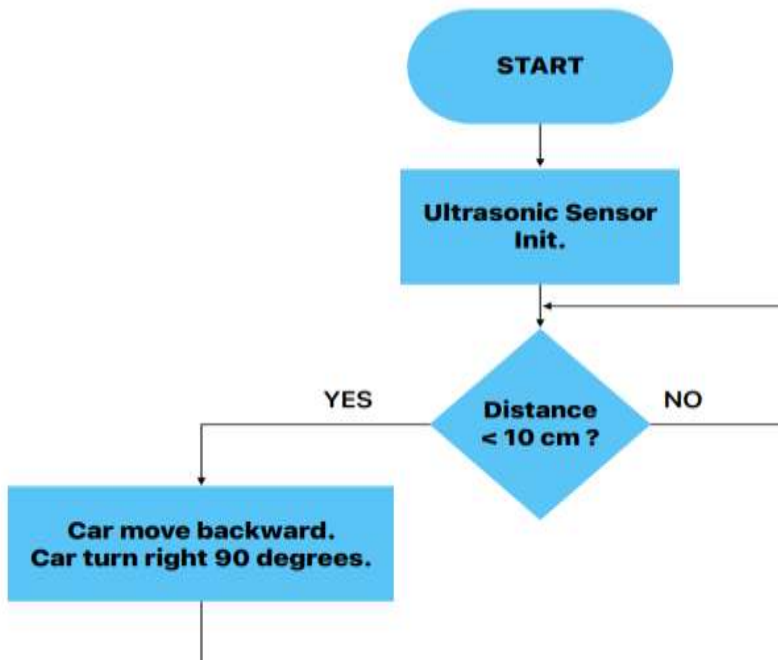 START
Ultrasonic Sensor
Init.
YES
Distance
< 10 cm ?
NO
Car move backward.
Car turn right 90 degrees.